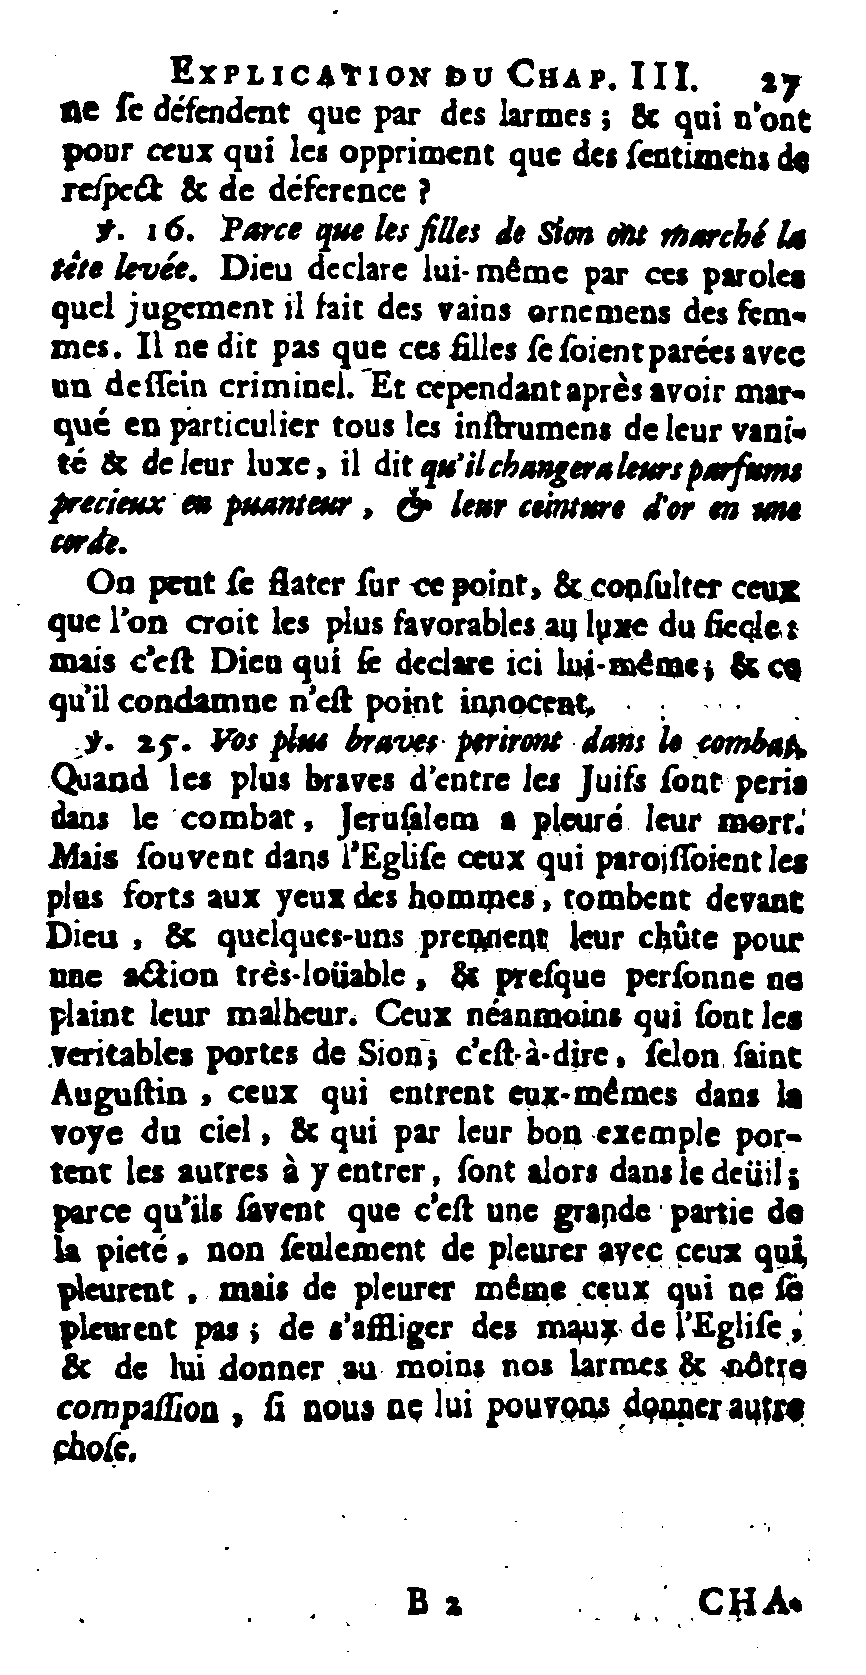 EXPLICATION DU CHAP. III. 27
ne ſe défendent que par des larmes ; & qui n'ont
pour ceux qui les oppriment que des ſentimens de
reſpect & de déference ?
℣. 16. Parce que les filles de Sion ont marché la
tête levée. Dieu declare lui-même par ces paroles
quel jugement il fait des vains ornemens des fem-
mes. Il ne dit pas que ces filles ſe ſoient parées avec
un deſſein criminel. Et cependant après avoir mar-
qué en particulier tous les inſtrumens de leur vani-
té & de leur luxe, il dit qu'il changera leurs parfums
precieux en puanteur, & leur ceinture d'or en une
corde.
On peut ſe flater ſur ce point, & conſulter ceux
que l'on croit les plus favorables au luxe du ſiecle :
mais c'eſt Dieu qui ſe declare ici lui-même ; & ce
qu'il condamne n'eſt point innocent.
℣. 25. Vos plus braves periront dans le combat.
Quand les plus braves d'entre les Juifs ſont peris
dans le combat, Jeruſalem a pleuré leur mort.
Mais ſouvent dans l'Egliſe ceux qui paroiſſoient les
plus forts aux yeux des hommes, tombent devant
Dieu, & quelques-uns prennent leur chûte pour
une action très-loüable, & preſque perſonne ne
plaint leur malheur. Ceux néanmoins qui ſont les
veritables portes de Sion ; c'eſt-à-dire, ſelon ſaint
Auguſtin, ceux qui entrent eux-mêmes dans la
voye du ciel, & qui par leur bon exemple por-
tent les autres à y entrer, ſont alors dans le deüil ;
parce qu'ils ſavent que c'eſt une grande partie de
la pieté, non ſeulement de pleurer avec ceux qui
pleurent, mais de pleurer même ceux qui ne ſe
pleurent pas ; de s'affliger des maux de l'Egliſe,
& de lui donner au moins nos larmes & nôtre
compaſſion, ſi nous ne lui pouvons donner autre
choſe.
B 2 CHA-